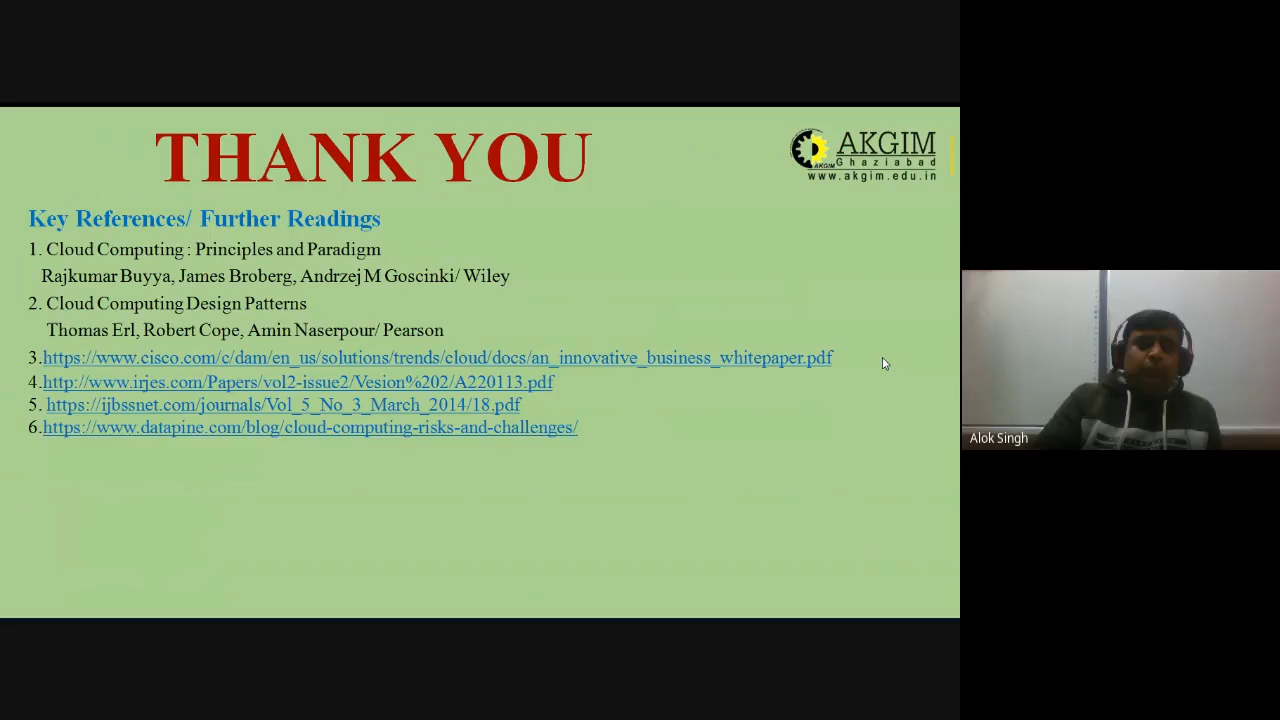 THANK YOU
AKGIM
Ghaziabad
www.akgim.edu.in
AKGIM
Key References/ Further Readings
1. Cloud Computing : Principles and Paradigm
Rajkumar Buyya, James Broberg, Andrzej M Goscinki/ Wiley
2. Cloud Computing Design Patterns
Thomas Erl, Robert Cope, Amin Naserpour/ Pearson
3.https://www.cisco.com/c/dam/en_us/solutions/trends/cloud/docs/an_innovative_business_whitepaper.pdf
4.http://www.irjes.com/Papers/vol2-issue2/Vesion%202/A220113.pdf
5. https://ijbssnet.com/journals/Vol_5_No_3_March_2014/18.pdf
6.https://www.datapine.com/blog/cloud-computing-risks-and-challenges/
Alok Singh